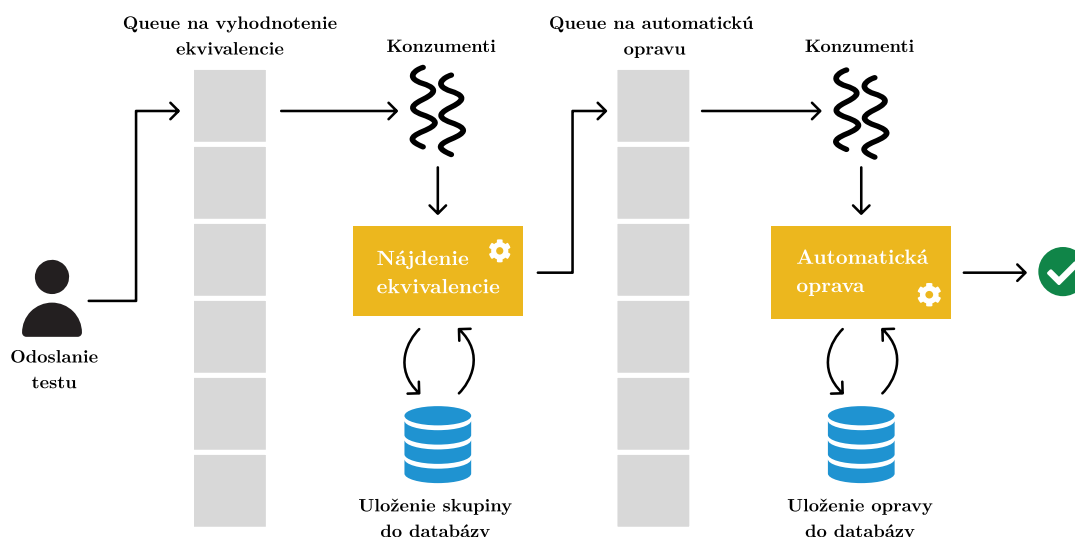 Queue na vyhodnotenie
ekvivalencie
Konzumenti
Queue na automatickú
opravu
Konzumenti
Nájdenie
ekvivalencie
Automatická
oprava
Odoslanie
testu
Uloženie skupiny
do databázy
Uloženie opravy
do databázy